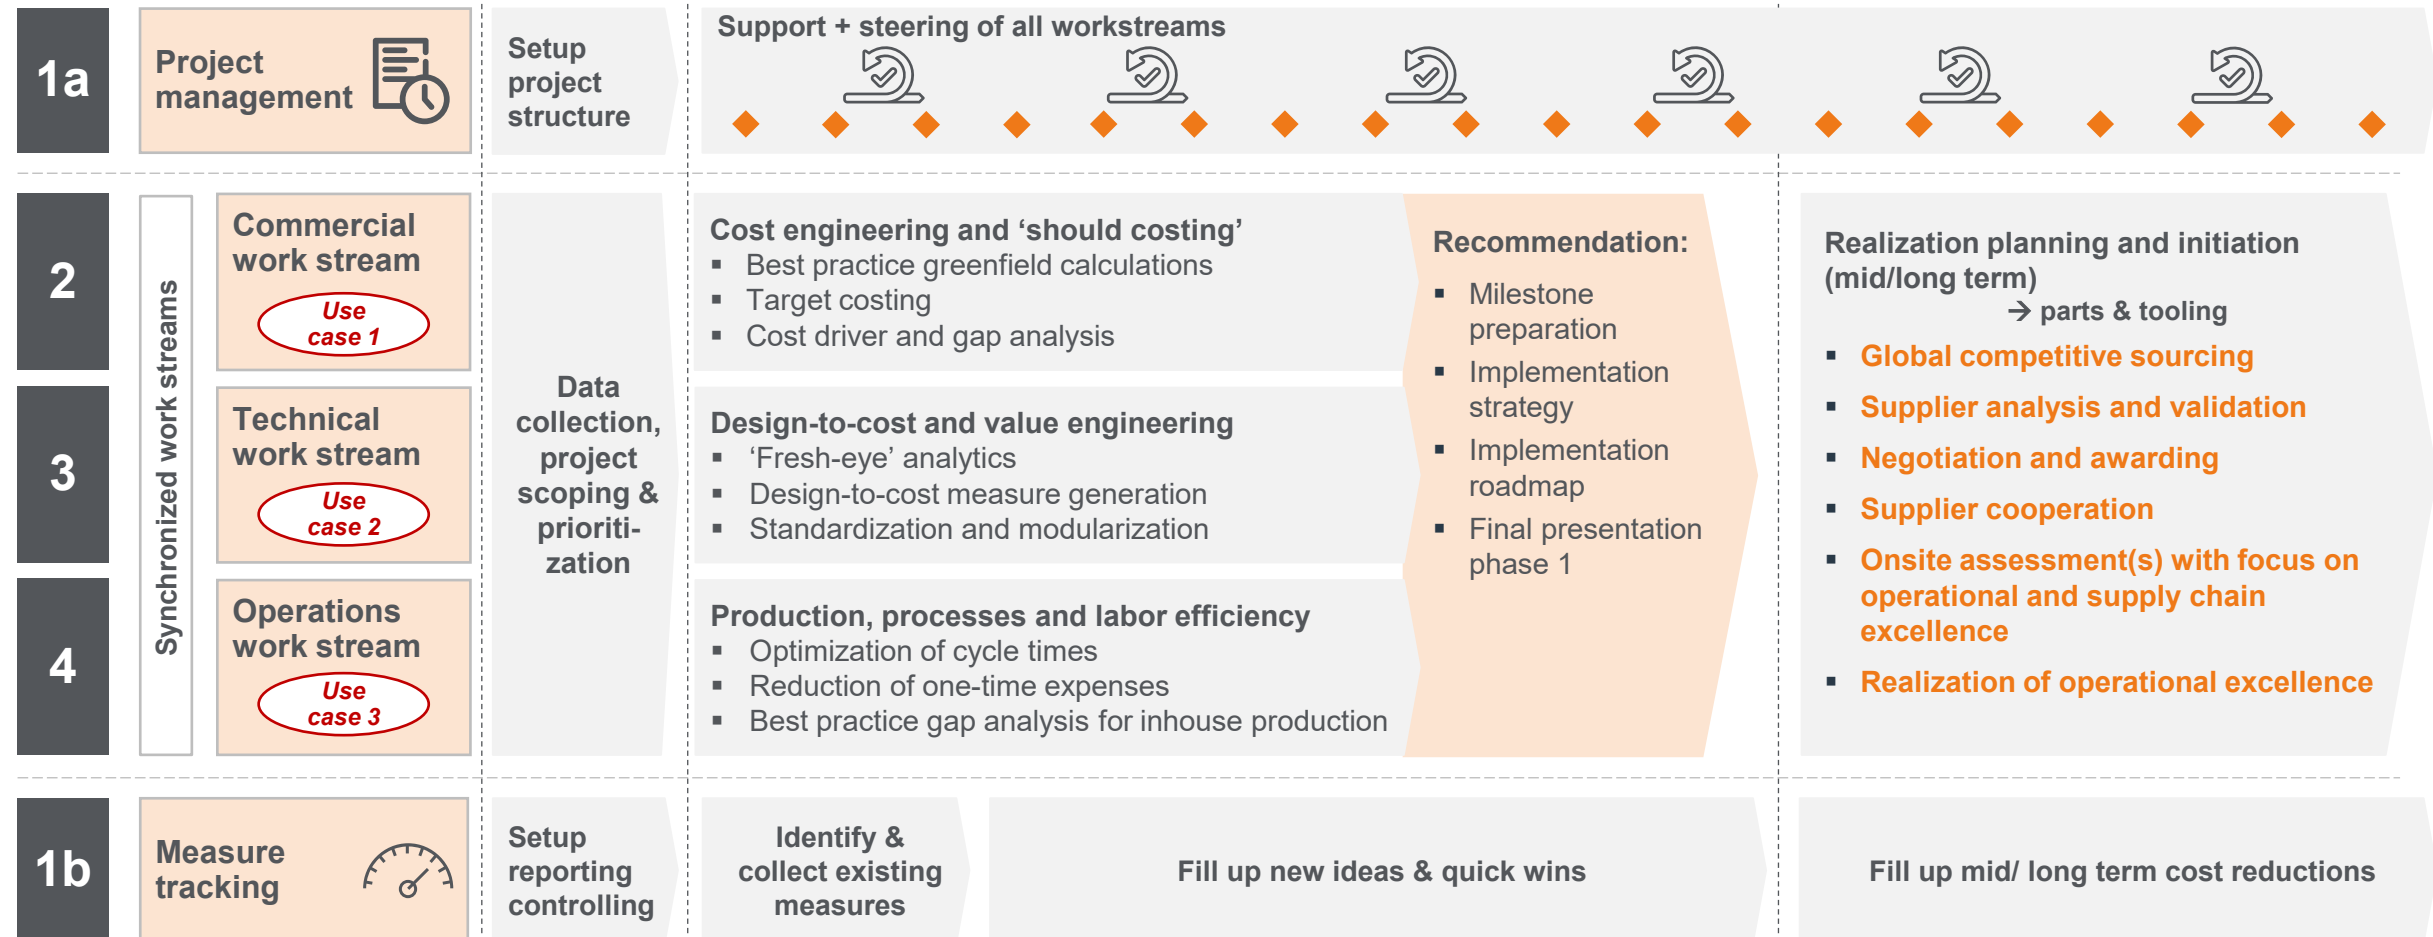 1a
Project
management
Setup
project
structure
Support + steering of all workstreams
2
3
4
Synchronized work streams
Commercial
work stream
Use
case 1
Technical
work stream
Use
case 2
Operations
work stream
Use
case 3
Data
collection,
project
scoping &
prioriti-
zation
Cost engineering and ‘should costing’
▪ Best practice greenfield calculations
▪ Target costing
▪ Cost driver and gap analysis
Design-to-cost and value engineering
▪ ‘Fresh-eye’ analytics
▪ Design-to-cost measure generation
▪ Standardization and modularization
Production, processes and labor efficiency
▪ Optimization of cycle times
▪ Reduction of one-time expenses
▪ Best practice gap analysis for inhouse production
Recommendation:
▪ Milestone
preparation
▪ Implementation
strategy
▪ Implementation
roadmap
▪ Final presentation
phase 1
Realization planning and initiation
(mid/long term)
→ parts & tooling
▪ Global competitive sourcing
▪ Supplier analysis and validation
▪ Negotiation and awarding
▪ Supplier cooperation
▪ Onsite assessment(s) with focus on
operational and supply chain
excellence
▪ Realization of operational excellence
1b
Measure
tracking
Setup
reporting
controlling
Identify &
collect existing
measures
Fill up new ideas & quick wins
Fill up mid/ long term cost reductions